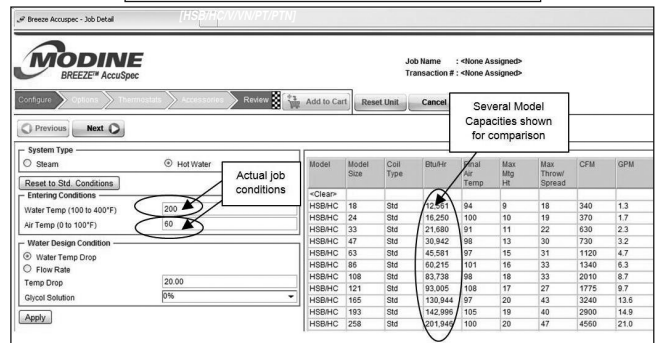 Breeze Accuspec - Job Detail
[HSB/HC/V/VN/PT/PTN]
MODINE
BREEZE™ AccuSpec
Job Name : <None Assigned>
Transaction # : <None Assigned>
Configure Options Thermostats Accessories Review Add to Cart Reset Unit Cancel
Several Model
Capacities shown
for comparison
Previous Next
System Type
Steam Hot Water
Reset to Std. Conditions
Entering Conditions
Water Temp (100 to 400°F) 200
Air Temp (0 to 100°F) 60
Actual job
conditions
Water Design Condition
Water Temp Drop
Flow Rate
Temp Drop 20.00
Glycol Solution 0%
Apply
Model Model Size Coil Type Btu/Hr Final Air Temp Max Mtg Ht Max Throw/ Spread CFM GPM
<Clear>
HSB/HC 18 Std 12,561 94 9 18 340 1.3
HSB/HC 24 Std 16,250 100 10 19 370 1.7
HSB/HC 33 Std 21,680 91 11 22 630 2.3
HSB/HC 47 Std 30,942 98 13 30 730 3.2
HSB/HC 63 Std 45,581 97 15 31 1120 4.7
HSB/HC 86 Std 60,215 101 16 33 1340 6.3
HSB/HC 108 Std 83,738 98 18 33 2010 8.7
HSB/HC 121 Std 93,005 108 17 27 1775 9.7
HSB/HC 165 Std 130,944 97 20 43 3240 13.6
HSB/HC 193 Std 142,996 105 19 40 2900 14.9
HSB/HC 258 Std 201,946 100 20 47 4560 21.0